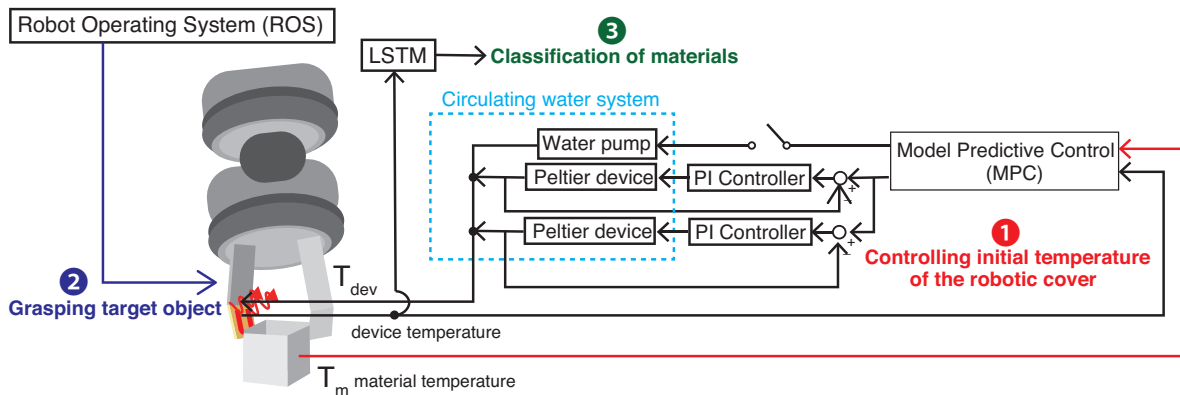 Robot Operating System (ROS)
LSTM
3
Classification of materials
Circulating water system
Water pump
Peltier device
PI Controller
+
−
Model Predictive Control
(MPC)
Peltier device
PI Controller
+
−
1
Controlling initial temperature
of the robotic cover
2
Grasping target object
T_dev
device temperature
T_m material temperature